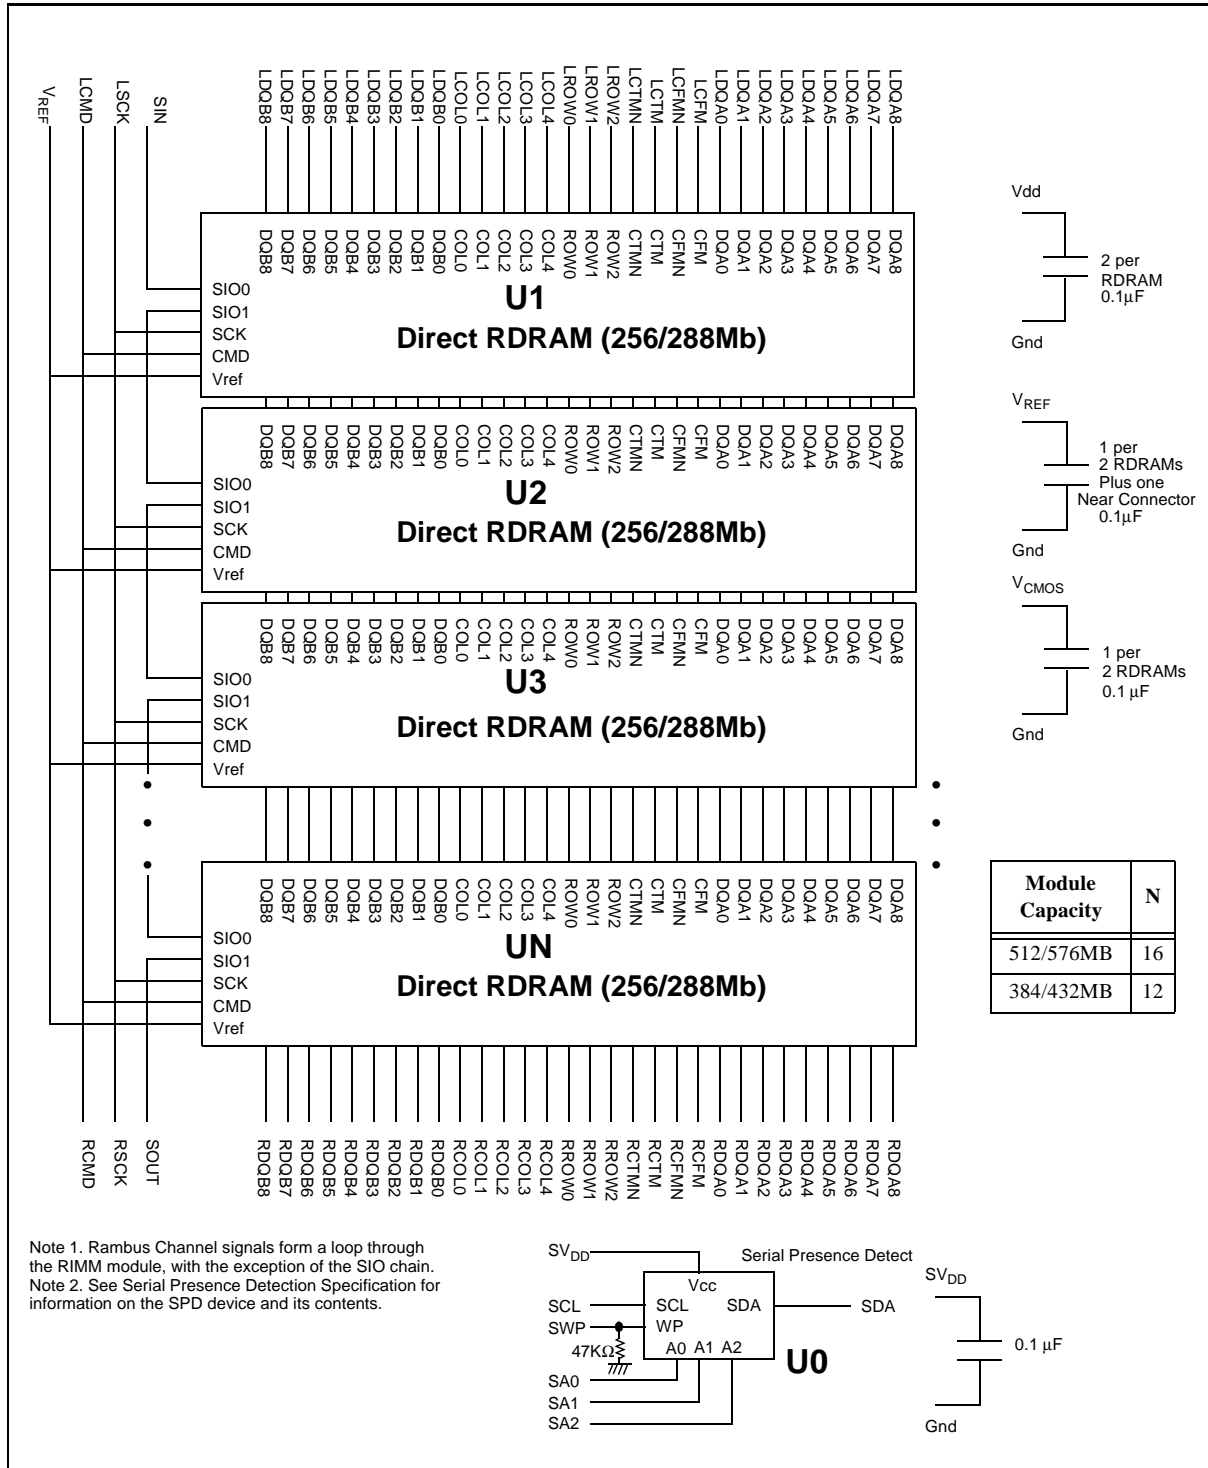 VREF
LCMD
LSCK
SIN
LDQB8
LDQB7
LDQB6
LDQB5
LDQB4
LDQB3
LDQB2
LDQB1
LDQB0
LCOL0
LCOL1
LCOL2
LCOL3
LCOL4
LROW0
LROW1
LROW2
LCTMN
LCTM
LCFMN
LCFM
LDQA0
LDQA1
LDQA2
LDQA3
LDQA4
LDQA5
LDQA6
LDQA7
LDQA8
DQB8
DQB7
DQB6
DQB5
DQB4
DQB3
DQB2
DQB1
DQB0
COL0
COL1
COL2
COL3
COL4
ROW0
ROW1
ROW2
CTMN
CTM
CFMN
CFM
DQA0
DQA1
DQA2
DQA3
DQA4
DQA5
DQA6
DQA7
DQA8
SIO0
SIO1
SCK
CMD
Vref
U1
Direct RDRAM (256/288Mb)
DQB8
DQB7
DQB6
DQB5
DQB4
DQB3
DQB2
DQB1
DQB0
COL0
COL1
COL2
COL3
COL4
ROW0
ROW1
ROW2
CTMN
CTM
CFMN
CFM
DQA0
DQA1
DQA2
DQA3
DQA4
DQA5
DQA6
DQA7
DQA8
SIO0
SIO1
SCK
CMD
Vref
U2
Direct RDRAM (256/288Mb)
DQB8
DQB7
DQB6
DQB5
DQB4
DQB3
DQB2
DQB1
DQB0
COL0
COL1
COL2
COL3
COL4
ROW0
ROW1
ROW2
CTMN
CTM
CFMN
CFM
DQA0
DQA1
DQA2
DQA3
DQA4
DQA5
DQA6
DQA7
DQA8
SIO0
SIO1
SCK
CMD
Vref
U3
Direct RDRAM (256/288Mb)
DQB8
DQB7
DQB6
DQB5
DQB4
DQB3
DQB2
DQB1
DQB0
COL0
COL1
COL2
COL3
COL4
ROW0
ROW1
ROW2
CTMN
CTM
CFMN
CFM
DQA0
DQA1
DQA2
DQA3
DQA4
DQA5
DQA6
DQA7
DQA8
SIO0
SIO1
SCK
CMD
Vref
UN
Direct RDRAM (256/288Mb)
RCMD
RSCK
SOUT
RDQB8
RDQB7
RDQB6
RDQB5
RDQB4
RDQB3
RDQB2
RDQB1
RDQB0
RCOL0
RCOL1
RCOL2
RCOL3
RCOL4
RROW0
RROW1
RROW2
RCTMN
RCTM
RCFMN
RCFM
RDQA0
RDQA1
RDQA2
RDQA3
RDQA4
RDQA5
RDQA6
RDQA7
RDQA8
Vdd
2 per
RDRAM
0.1µF
Gnd
VREF
1 per
2 RDRAMs
Plus one
Near Connector
0.1µF
Gnd
VCMOS
1 per
2 RDRAMs
0.1 µF
Gnd
Module Capacity N
512/576MB 16
384/432MB 12
Note 1. Rambus Channel signals form a loop through
the RIMM module, with the exception of the SIO chain.
Note 2. See Serial Presence Detection Specification for
information on the SPD device and its contents.
SVDD
Serial Presence Detect
Vcc
SCL SCL SDA SDA
SWP WP
47KΩ A0 A1 A2
U0
SA0
SA1
SA2
SVDD
0.1 µF
Gnd